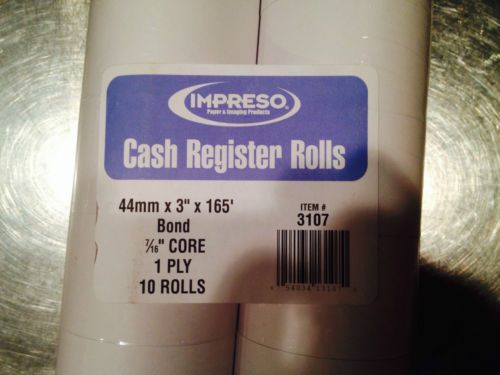 IMPRESO®
Paper & Imaging Products
Cash Register Rolls
44mm x 3" x 165'
Bond
7/16" CORE
1 PLY
10 ROLLS
ITEM #
3107